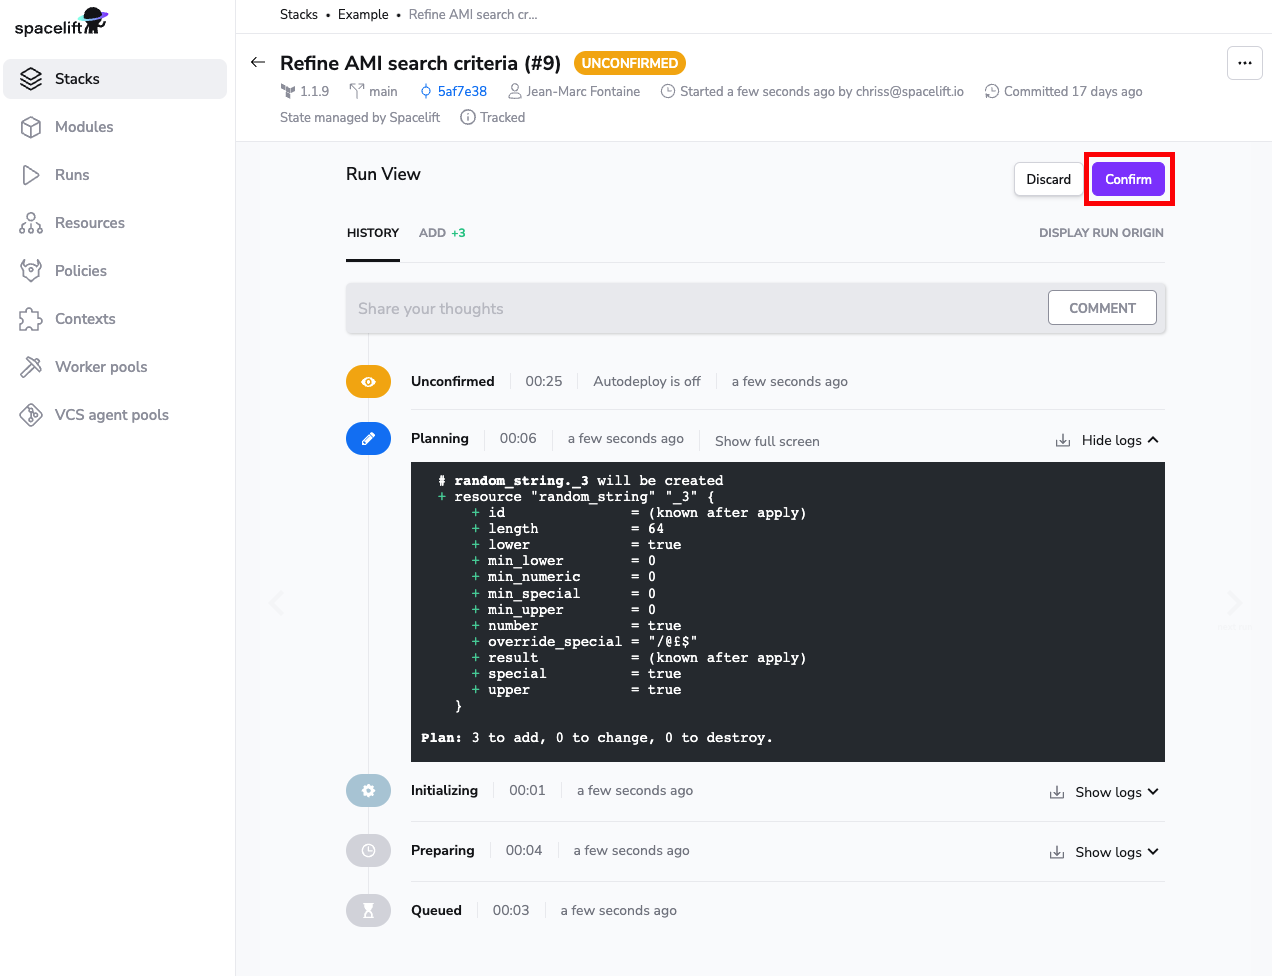 spacelift
Stacks
Modules
Runs
Resources
Policies
Contexts
Worker pools
VCS agent pools
Stacks • Example • Refine AMI search cr...
Refine AMI search criteria (#9) UNCONFIRMED
1.1.9 main 5af7e38 Jean-Marc Fontaine Started a few seconds ago by chriss@spacelift.io Committed 17 days ago
State managed by Spacelift Tracked
Run View
Discard Confirm
HISTORY ADD +3 DISPLAY RUN ORIGIN
Share your thoughts COMMENT
Unconfirmed 00:25 Autodeploy is off a few seconds ago
Planning 00:06 a few seconds ago Show full screen Hide logs
# random_string._3 will be created
+ resource "random_string" "_3" {
+ id = (known after apply)
+ length = 64
+ lower = true
+ min_lower = 0
+ min_numeric = 0
+ min_special = 0
+ min_upper = 0
+ number = true
+ override_special = "/@£$"
+ result = (known after apply)
+ special = true
+ upper = true
}
Plan: 3 to add, 0 to change, 0 to destroy.
Initializing 00:01 a few seconds ago Show logs
Preparing 00:04 a few seconds ago Show logs
Queued 00:03 a few seconds ago